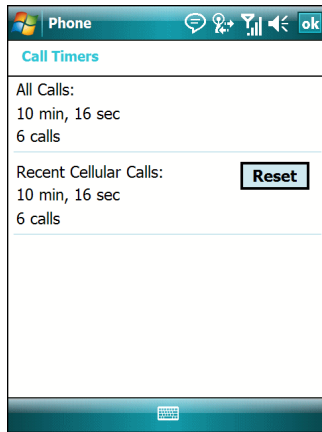 Phone ok
Call Timers
All Calls:
10 min, 16 sec
6 calls
Recent Cellular Calls: Reset
10 min, 16 sec
6 calls